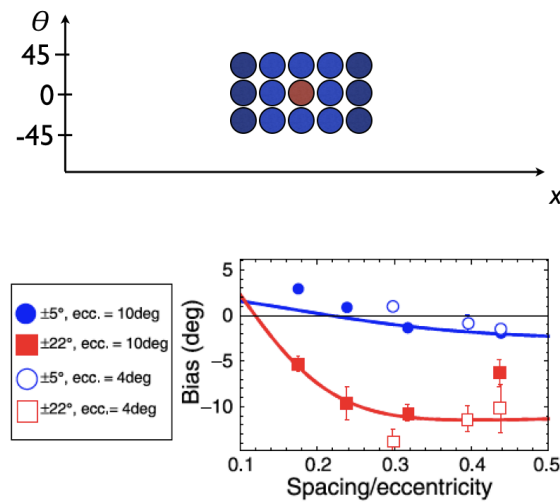 θ
45
0
-45
x
±5°, ecc. = 10deg
±22°, ecc. = 10deg
±5°, ecc. = 4deg
±22°, ecc. = 4deg
Bias (deg)
5
0
−5
−10
0.1 0.2 0.3 0.4 0.5
Spacing/eccentricity